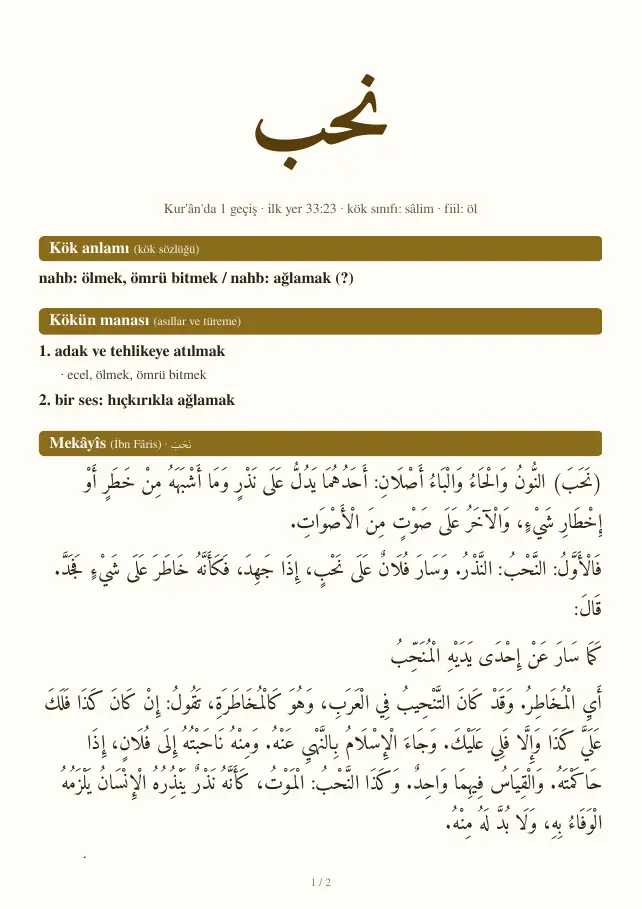 نحب
Kur'ân'da 1 geçiş · ilk yer 33:23 · kök sınıfı: sâlim · fiil: öl
Kök anlamı (kök sözlüğü)
nahb: ölmek, ömrü bitmek / nahb: ağlamak (?)
Kökün manası (asıllar ve türeme)
1. adak ve tehlikeye atılmak
· ecel, ölmek, ömrü bitmek
2. bir ses: hıçkırıkla ağlamak
Mekâyîs (İbn Fâris) · نَحَبَ
(نَحَبَ) النُّونُ وَالْحَاءُ وَالْبَاءُ أَصْلَانِ: أَحَدُهُمَا يَدُلُّ عَلَى نَذْرٍ وَمَا أَشْبَهَهُ مِنْ خَطَرٍ أَوْ
إِخْطَارِ شَيْءٍ، وَالْآخَرُ عَلَى صَوْتٍ مِنَ الْأَصْوَاتِ.
فَالْأَوَّلُ: النَّحْبُ: النَّذْرُ. وَسَارَ فُلَانٌ عَلَى نَحْبٍ، إِذَا جَهِدَ، فَكَأَنَّهُ خَاطَرَ عَلَى شَيْءٍ فَجَدَّ.
قَالَ:
كَمَا سَارَ عَنْ إِحْدَى يَدَيْهِ الْمُنَحِّبُ
أَيِ الْمُخَاطِرُ. وَقَدْ كَانَ التَّنْحِيبُ فِي الْعَرَبِ، وَهُوَ كَالْمُخَاطَرَةِ، تَقُولُ: إِنْ كَانَ كَذَا فَلَكَ
عَلَيَّ كَذَا وَإِلَّا فَلِي عَلَيْكَ. وَجَاءَ الْإِسْلَامُ بِالنَّهْيِ عَنْهُ. وَمِنْهُ نَاحَبْتُهُ إِلَى فُلَانٍ، إِذَا
حَاكَمْتَهُ. وَالْقِيَاسُ فِيهِمَا وَاحِدٌ. وَكَذَا النَّحْبُ: الْمَوْتُ، كَأَنَّهُ نَذْرٌ يَنْذُرُهُ الْإِنْسَانُ يَلْزَمُهُ
الْوَفَاءُ بِهِ، وَلَا بُدَّ لَهُ مِنْهُ.
1 / 2